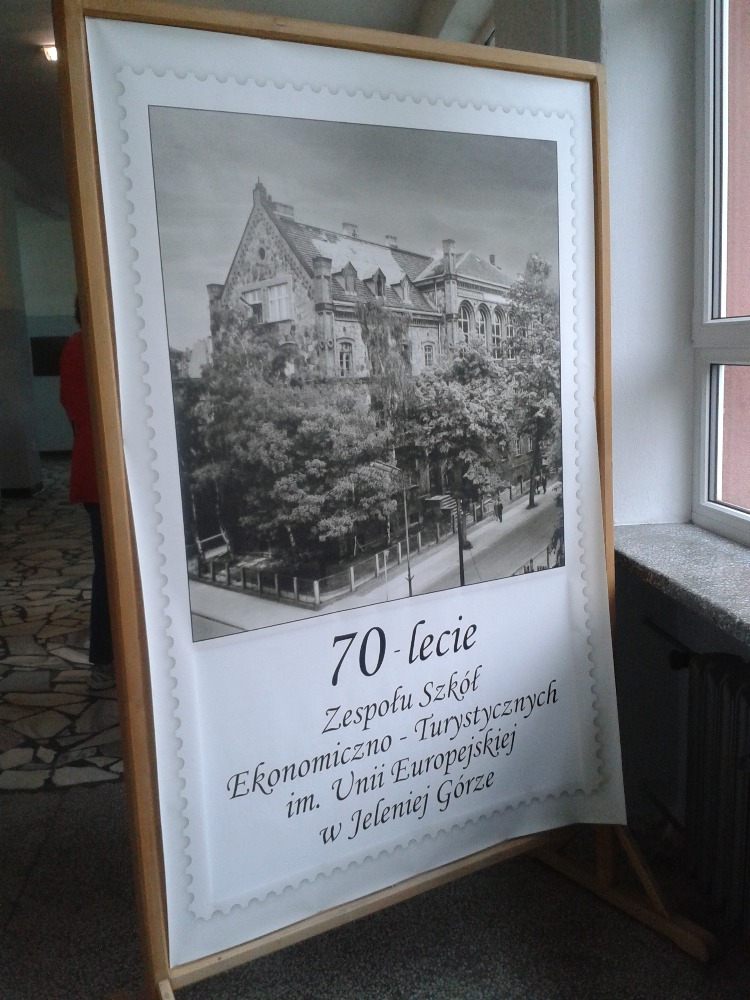 70 - lecie
Zespołu Szkół
Ekonomiczno - Turystycznych
im. Unii Europejskiej
w Jeleniej Górze